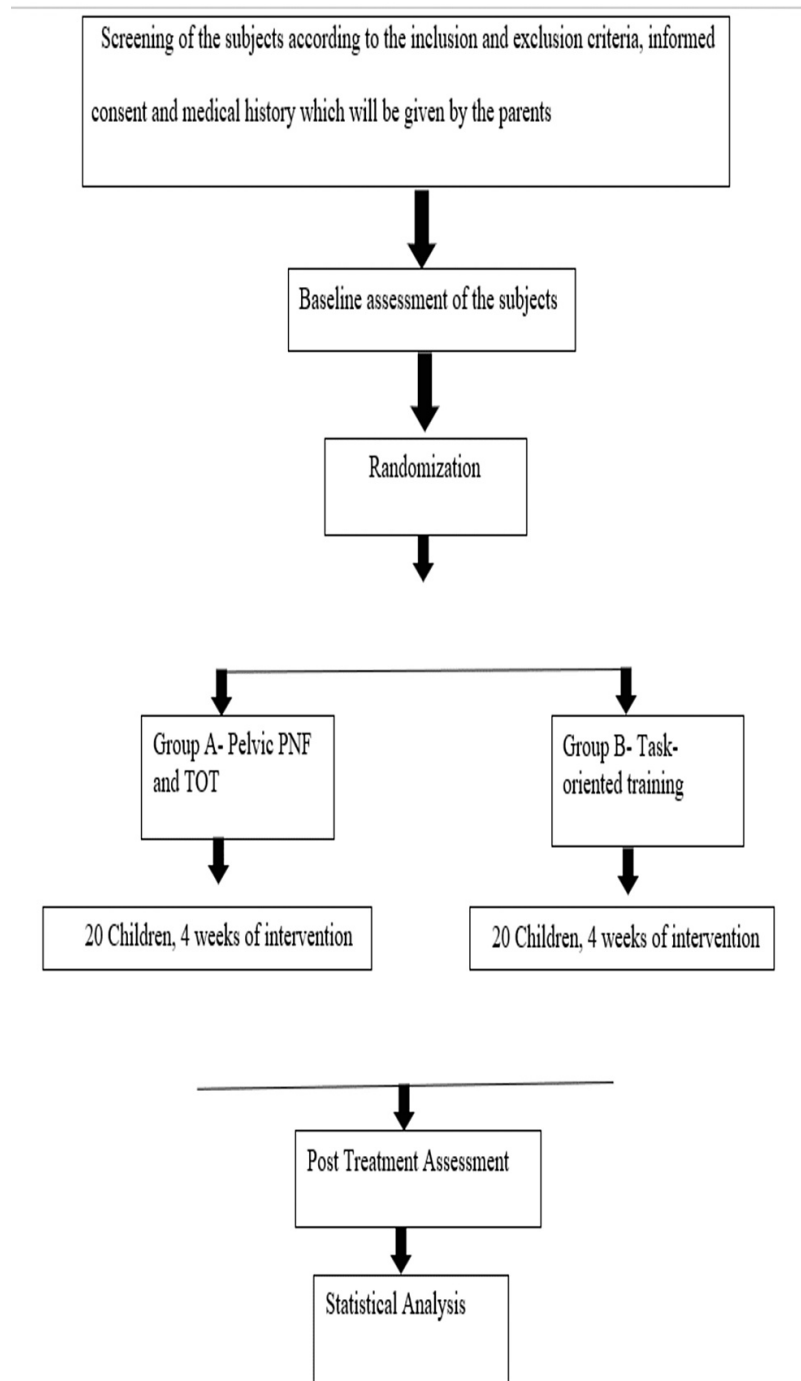 Screening of the subjects according to the inclusion and exclusion criteria, informed
consent and medical history which will be given by the parents
Baseline assessment of the subjects
Randomization
Group A- Pelvic PNF
and TOT
Group B- Task-
oriented training
20 Children, 4 weeks of intervention
20 Children, 4 weeks of intervention
Post Treatment Assessment
Statistical Analysis